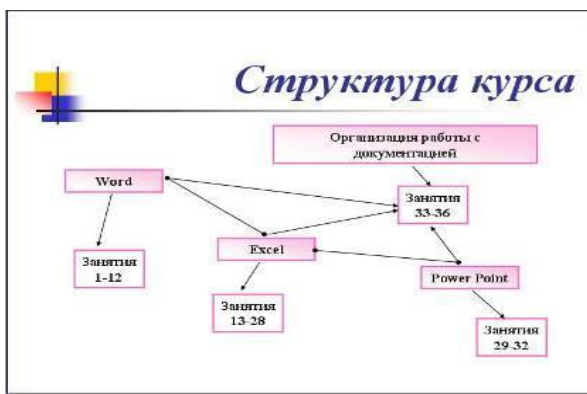 Структура курса
Организация работы с
документацией
Word
Занятия
33-36
Занятия
1-12
Excel
Power Point
Занятия
13-28
Занятия
29-32